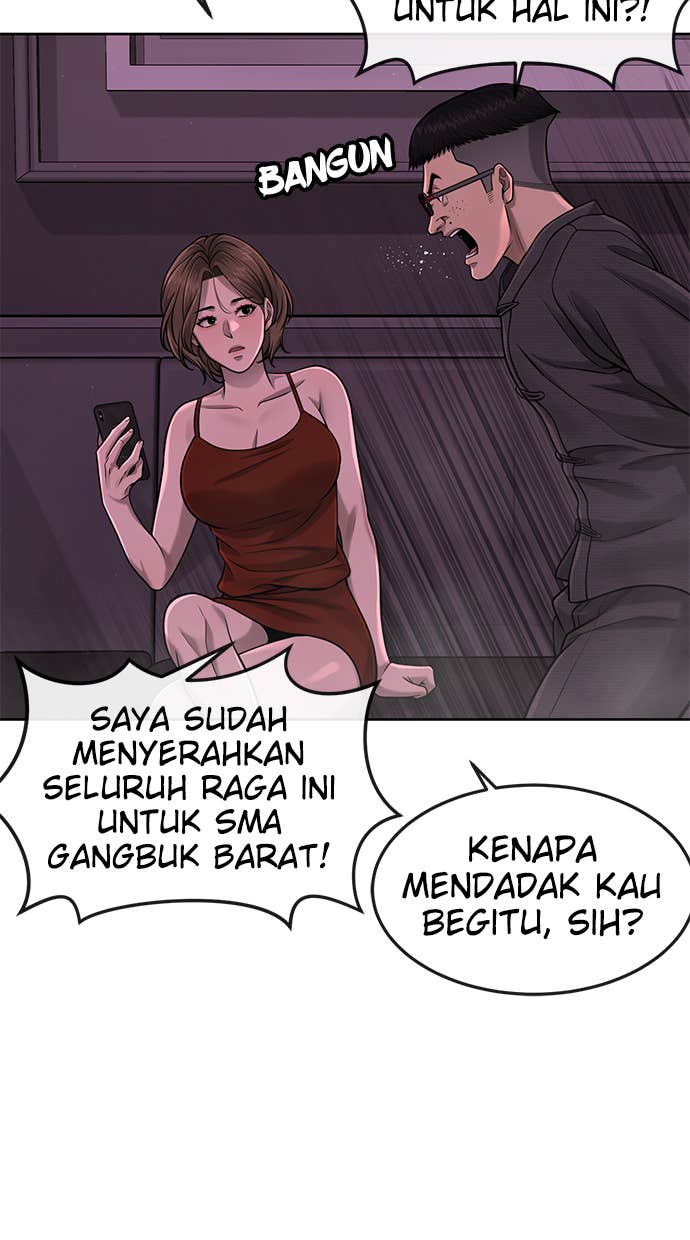 UNTUK HAL INI?!
BANGUN
SAYA SUDAH
MENYERAHKAN
SELURUH RAGA INI
UNTUK SMA
GANGBUK BARAT!
KENAPA
MENDADAK KAU
BEGITU, SIH?